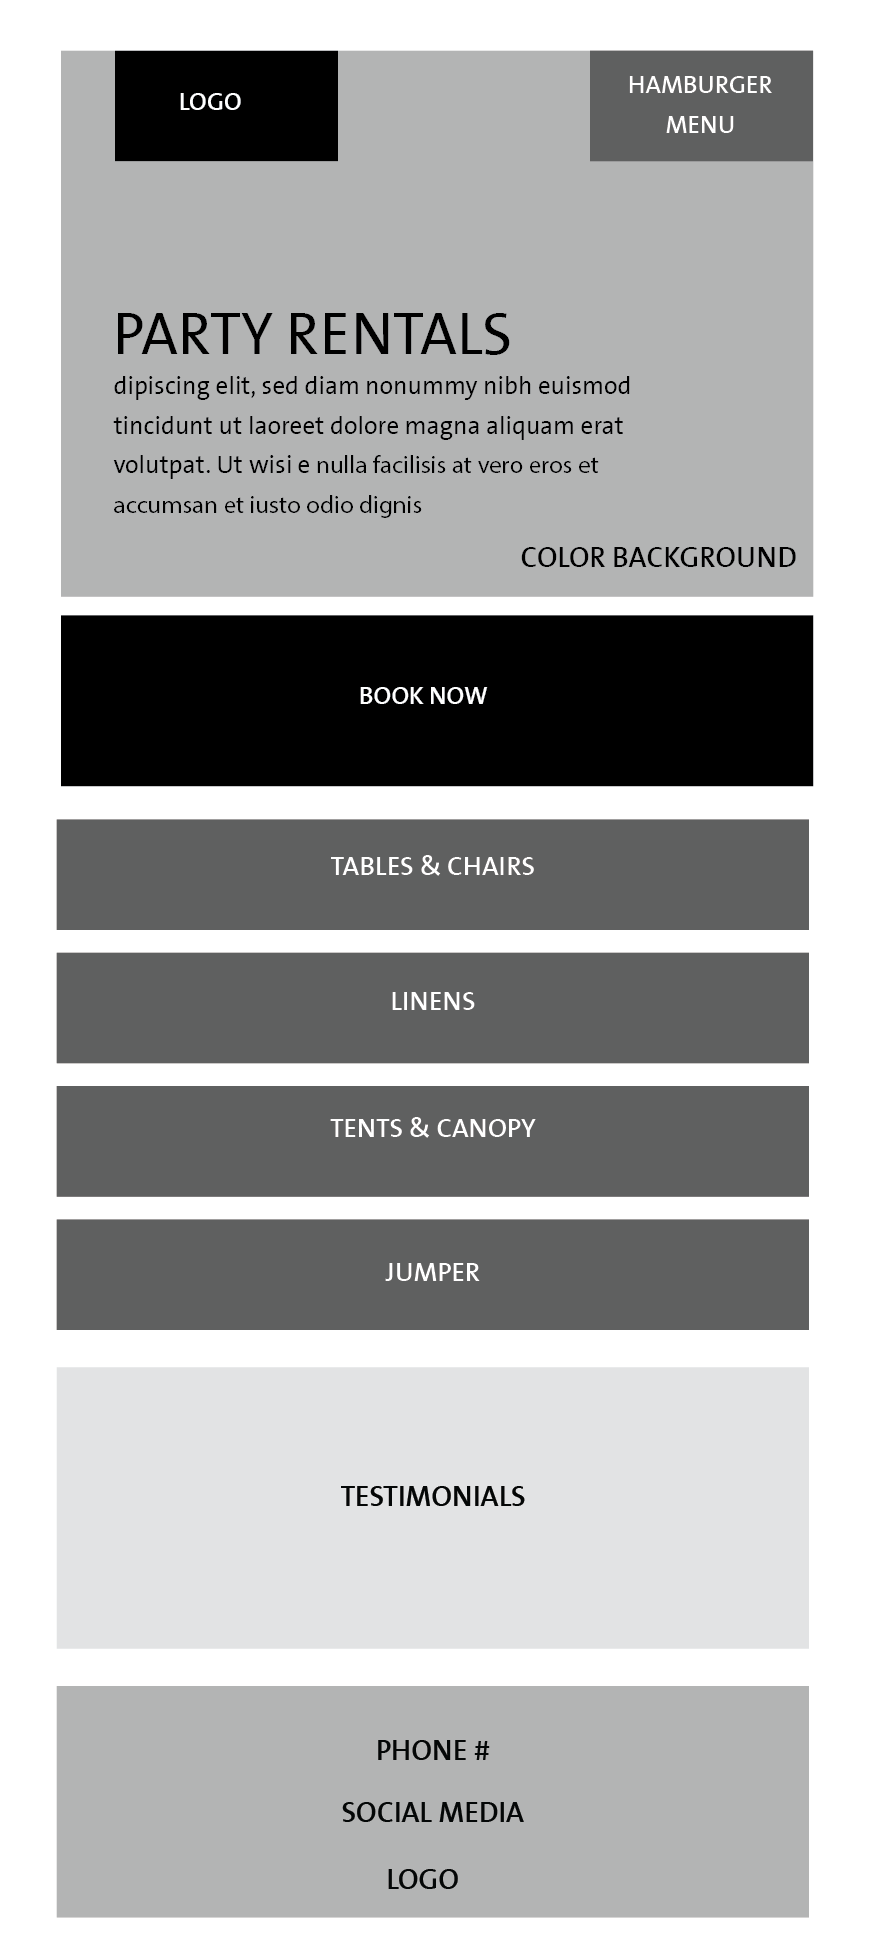 LOGO
HAMBURGER
MENU
PARTY RENTALS
dipiscing elit, sed diam nonummy nibh euismod
tincidunt ut laoreet dolore magna aliquam erat
volutpat. Ut wisi e nulla facilisis at vero eros et
accumsan et iusto odio dignis
COLOR BACKGROUND
BOOK NOW
TABLES & CHAIRS
LINENS
TENTS & CANOPY
JUMPER
TESTIMONIALS
PHONE #
SOCIAL MEDIA
LOGO